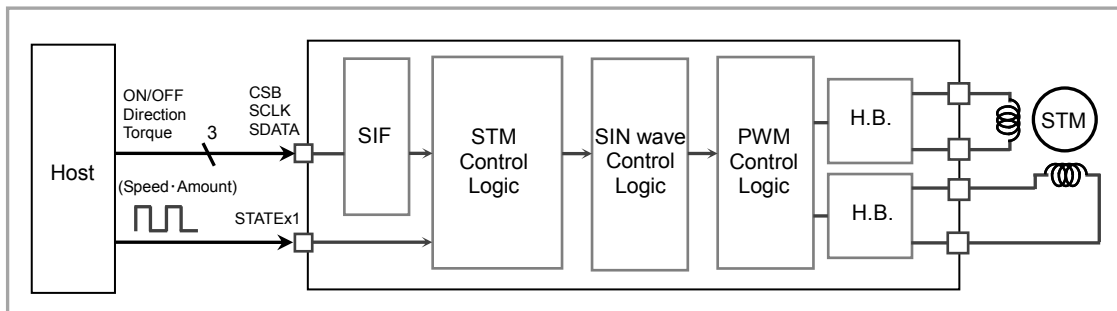 Host
ON/OFF
Direction
Torque
3
CSB
SCLK
SDATA
(Speed・Amount)
STATEx1
SIF
STM
Control
Logic
SIN wave
Control
Logic
PWM
Control
Logic
H.B.
H.B.
STM